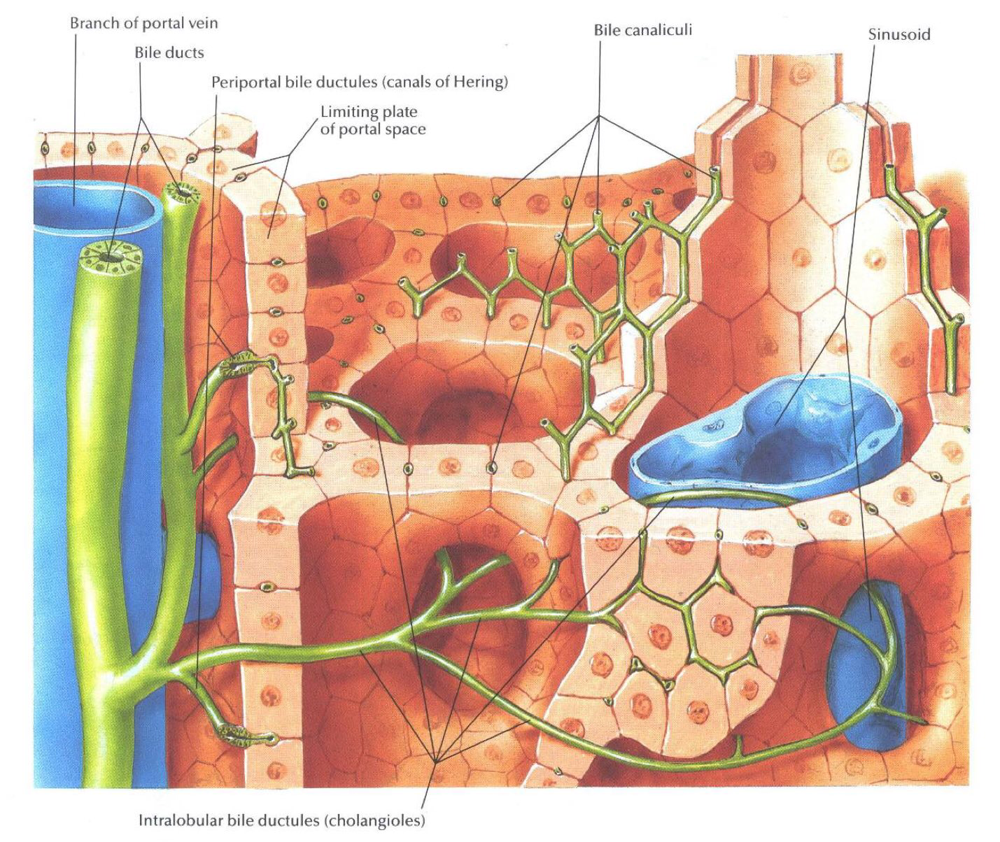 Branch of portal vein
Bile ducts
Periportal bile ductules (canals of Hering)
Limiting plate
of portal space
Bile canaliculi
Sinusoid
Intralobular bile ductules (cholangioles)